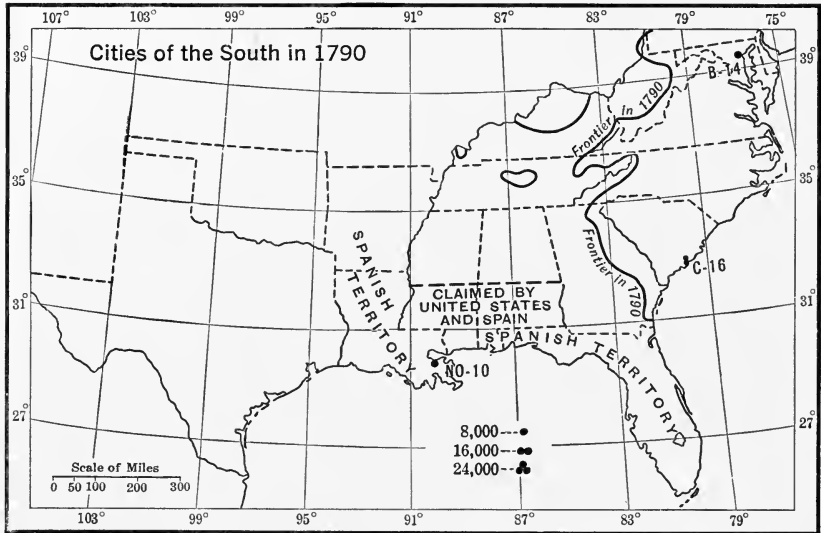 107° 103° 99° 95° 91° 87° 83° 79° 75°
Cities of the South in 1790
39° 39°
B-14
Frontier in 1790
35° 35°
SPANISH TERRITORY
Frontier in 1790
C-16
CLAIMED BY
UNITED STATES
AND SPAIN
31° 31°
SPANISH TERRITORY
NO-10
27° 27°
8,000
16,000
24,000
Scale of Miles
0 50 100 200 300
103° 99° 95° 91° 87° 83° 79°